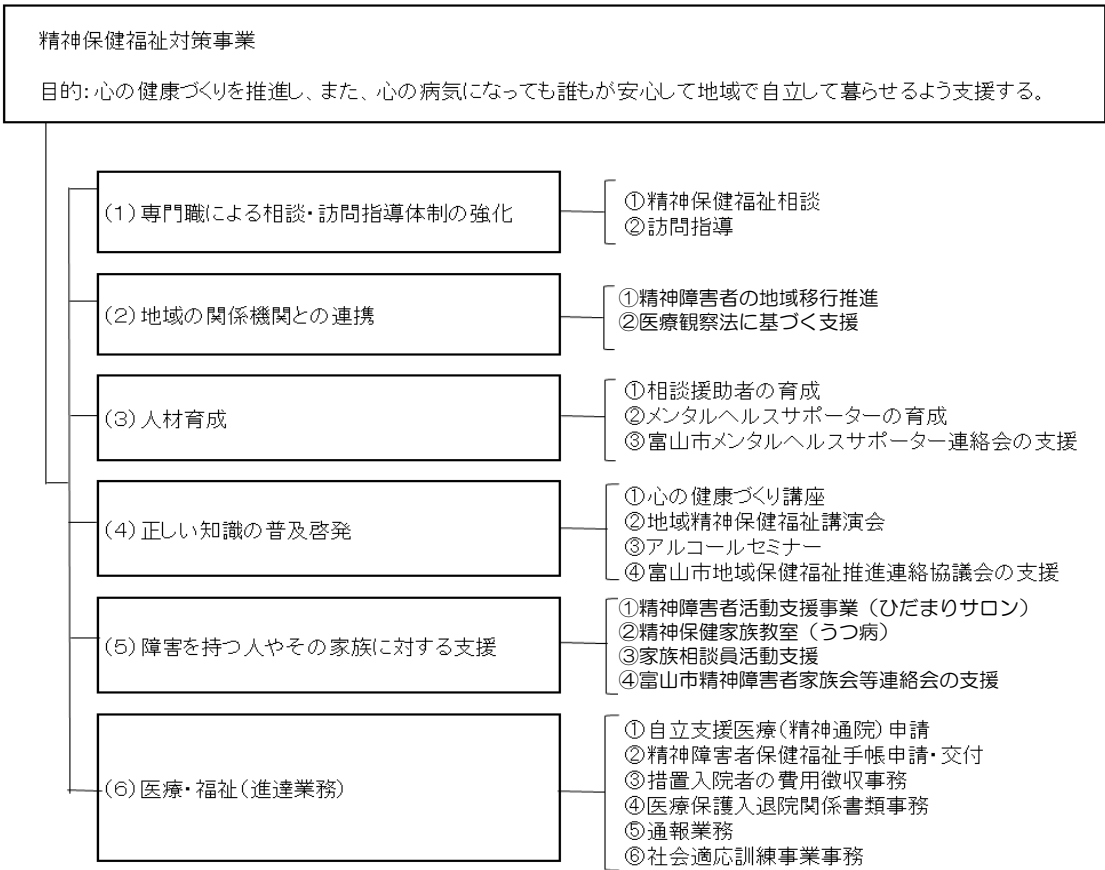 精神保健福祉対策事業
目的:心の健康づくりを推進し、また、心の病気になっても誰もが安心して地域で自立して暮らせるよう支援する。
(1)専門職による相談・訪問指導体制の強化
①精神保健福祉相談
②訪問指導
(2)地域の関係機関との連携
①精神障害者の地域移行推進
②医療観察法に基づく支援
(3)人材育成
①相談援助者の育成
②メンタルヘルスサポーターの育成
③富山市メンタルヘルスサポーター連絡会の支援
(4)正しい知識の普及啓発
①心の健康づくり講座
②地域精神保健福祉講演会
③アルコールセミナー
④富山市地域保健福祉推進連絡協議会の支援
(5)障害を持つ人やその家族に対する支援
①精神障害者活動支援事業(ひだまりサロン)
②精神保健家族教室(うつ病)
③家族相談員活動支援
④富山市精神障害者家族会等連絡会の支援
(6)医療・福祉(進達業務)
①自立支援医療(精神通院)申請
②精神障害者保健福祉手帳申請・交付
③措置入院者の費用徴収事務
④医療保護入退院関係書類事務
⑤通報業務
⑥社会適応訓練事業事務